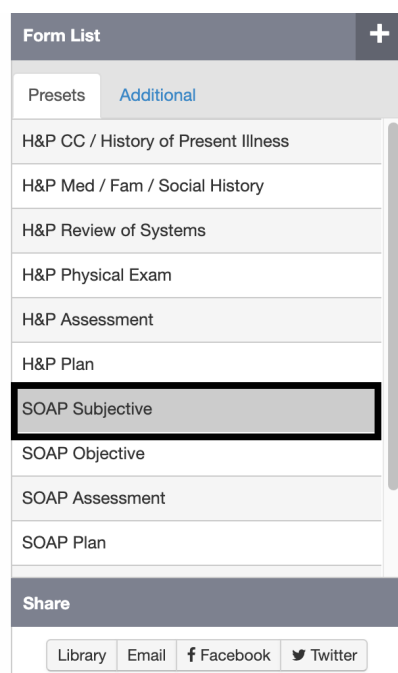 Form List +
Presets Additional
H&P CC / History of Present Illness
H&P Med / Fam / Social History
H&P Review of Systems
H&P Physical Exam
H&P Assessment
H&P Plan
SOAP Subjective
SOAP Objective
SOAP Assessment
SOAP Plan
Share
Library Email Facebook Twitter